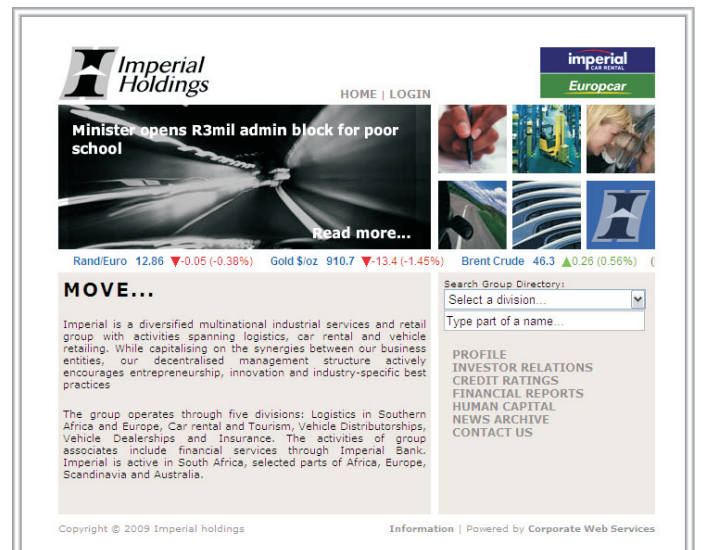 Imperial
Holdings
HOME | LOGIN
imperial
CAR RENTAL
Europcar
Minister opens R3mil admin block for poor
school
Read more...
Rand/Euro 12.86 ▼-0.05 (-0.38%) Gold $/oz 910.7 ▼-13.4 (-1.45%) Brent Crude 46.3 ▲0.26 (0.56%) (
MOVE...
Imperial is a diversified multinational industrial services and retail
group with activities spanning logistics, car rental and vehicle
retailing. While capitalising on the synergies between our business
entities, our decentralised management structure actively
encourages entrepreneurship, innovation and industry-specific best
practices
The group operates through five divisions: Logistics in Southern
Africa and Europe, Car rental and Tourism, Vehicle Distributorships,
Vehicle Dealerships and Insurance. The activities of group
associates include financial services through Imperial Bank.
Imperial is active in South Africa, selected parts of Africa, Europe,
Scandinavia and Australia.
Search Group Directory:
Select a division...
Type part of a name...
PROFILE
INVESTOR RELATIONS
CREDIT RATINGS
FINANCIAL REPORTS
HUMAN CAPITAL
NEWS ARCHIVE
CONTACT US
Copyright © 2009 Imperial holdings
Information | Powered by Corporate Web Services